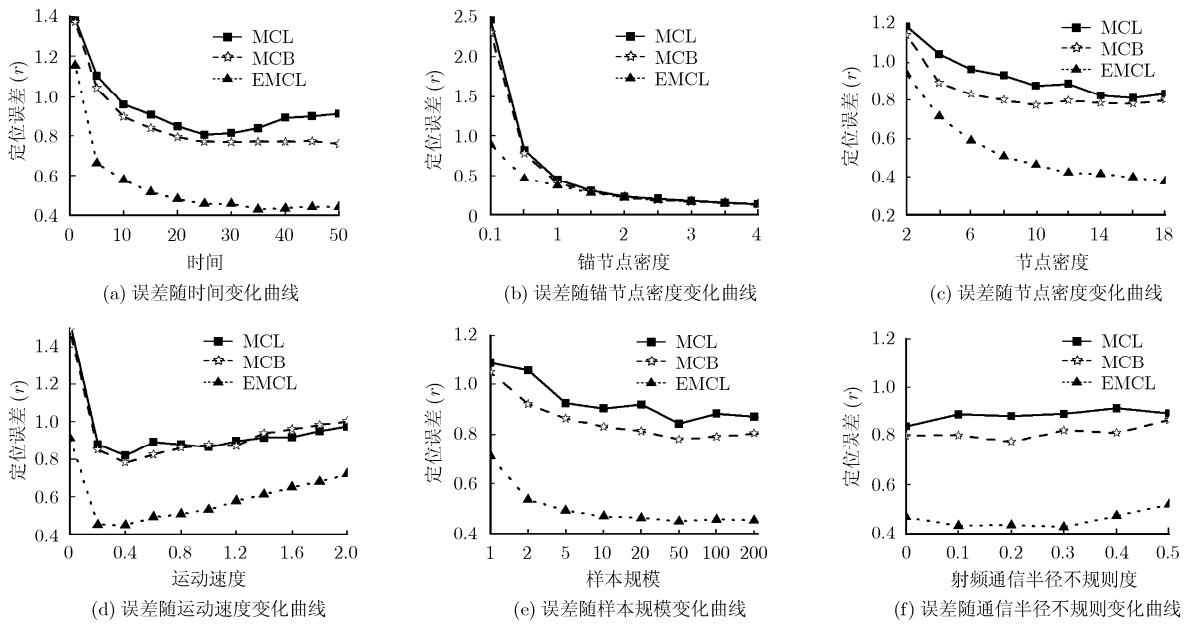 1.4
1.2
1.0
0.8
0.6
0.4
定位误差 (r)
MCL
MCB
EMCL
0 10 20 30 40 50
时间
(a) 误差随时间变化曲线
2.5
2.0
1.5
1.0
0.5
0
定位误差 (r)
MCL
MCB
EMCL
0.1 1 2 3 4
锚节点密度
(b) 误差随锚节点密度变化曲线
1.2
1.0
0.8
0.6
0.4
0.2
定位误差 (r)
MCL
MCB
EMCL
2 6 10 14 18
节点密度
(c) 误差随节点密度变化曲线
1.4
1.2
1.0
0.8
0.6
0.4
定位误差 (r)
MCL
MCB
EMCL
0 0.4 0.8 1.2 1.6 2.0
运动速度
(d) 误差随运动速度变化曲线
1.2
1.0
0.8
0.6
0.4
定位误差 (r)
MCL
MCB
EMCL
1 2 5 10 20 50 100 200
样本规模
(e) 误差随样本规模变化曲线
1.2
1.0
0.8
0.6
0.4
定位误差 (r)
MCL
MCB
EMCL
0 0.1 0.2 0.3 0.4 0.5
射频通信半径不规则度
(f) 误差随通信半径不规则变化曲线